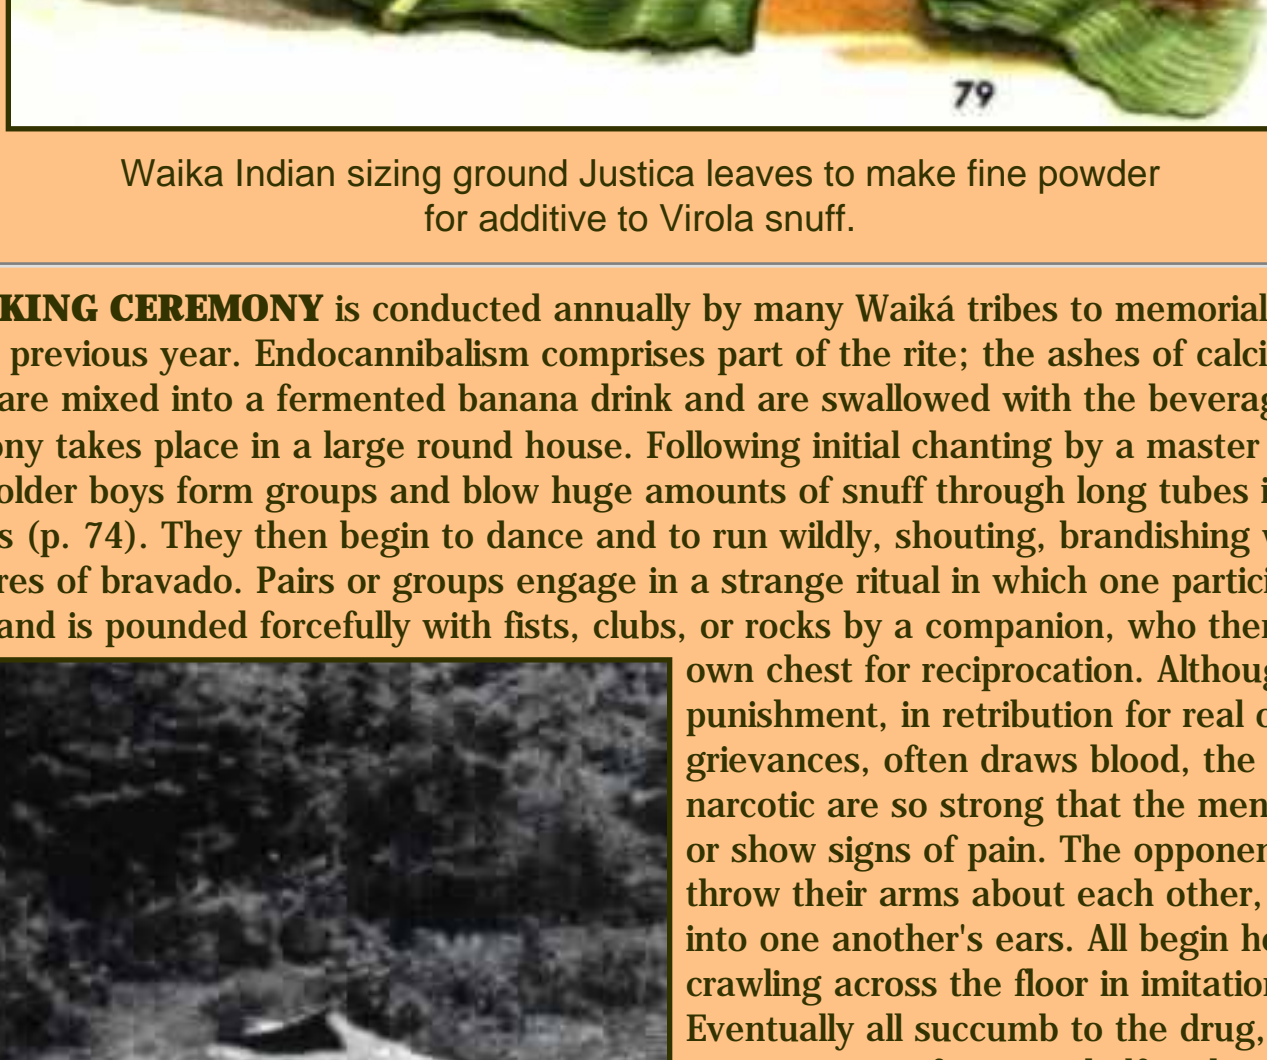 79
Waika Indian sizing ground Justica leaves to make fine powder
for additive to Virola snuff.
KING CEREMONY is conducted annually by many Waiká tribes to memorial
previous year. Endocannibalism comprises part of the rite; the ashes of calci
are mixed into a fermented banana drink and are swallowed with the beverag
ony takes place in a large round house. Following initial chanting by a master
older boys form groups and blow huge amounts of snuff through long tubes i
s (p. 74). They then begin to dance and to run wildly, shouting, brandishing
res of bravado. Pairs or groups engage in a strange ritual in which one partici
and is pounded forcefully with fists, clubs, or rocks by a companion, who then
own chest for reciprocation. Althoug
punishment, in retribution for real o
grievances, often draws blood, the
narcotic are so strong that the men
or show signs of pain. The opponen
throw their arms about each other,
into one another's ears. All begin ho
crawling across the floor in imitation
Eventually all succumb to the drug,